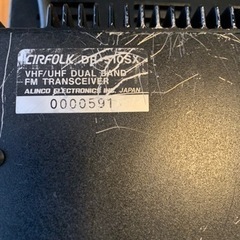 CIRFOLK DR-510SX
VHF/UHF DUAL BAND
FM TRANSCEIVER
ALINCO ELECTRONICS INC. JAPAN
0000591